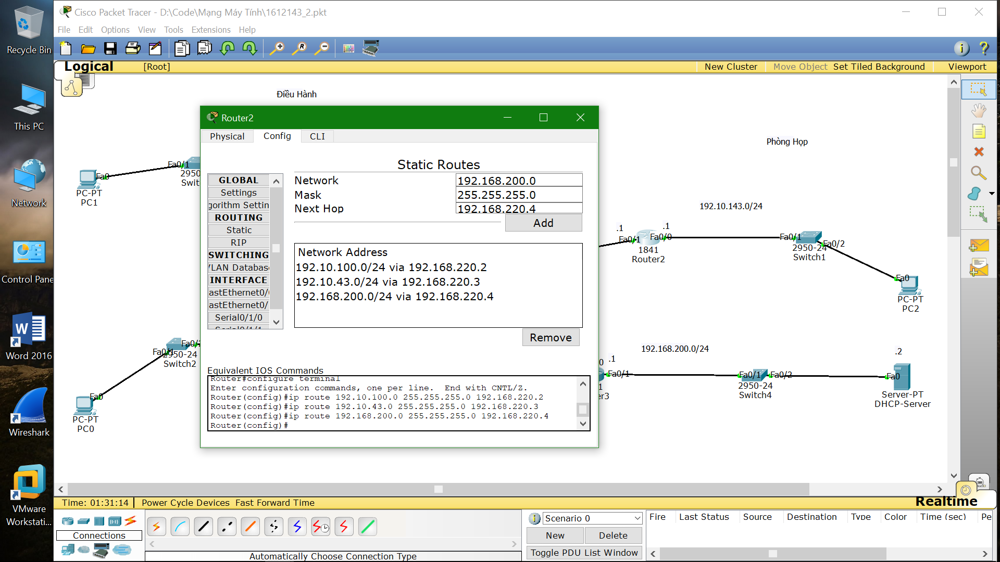 Cisco Packet Tracer - D:\Code\Mạng Máy Tính\1612143_2.pkt
File Edit Options View Tools Extensions Help
Recycle Bin
This PC
Network
Control Pane
Word 2016
Wireshark
VMware
Workstati...
Logical
[Root]
New Cluster
Move Object
Set Tiled Background
Viewport
Điều Hành
Phòng Họp
Fa0/1
2950
Swit
Fa0
PC-PT
PC1
Fa0/1
Fa0/2
2950-24
Switch2
Fa0
PC-PT
PC0
Router2
Physical
Config
CLI
GLOBAL
Settings
gorithm Settin
ROUTING
Static
RIP
SWITCHING
VLAN Databas
INTERFACE
astEthernet0/0
astEthernet0/
Serial0/1/0
Serial0/1/1
Static Routes
Network
192.168.200.0
Mask
255.255.255.0
Next Hop
192.168.220.4
Add
Network Address
192.10.100.0/24 via 192.168.220.2
192.10.43.0/24 via 192.168.220.3
192.168.200.0/24 via 192.168.220.4
Remove
Equivalent IOS Commands
Router#configure terminal
Enter configuration commands, one per line.  End with CNTL/Z.
Router(config)#ip route 192.10.100.0 255.255.255.0 192.168.220.2
Router(config)#ip route 192.10.43.0 255.255.255.0 192.168.220.3
Router(config)#ip route 192.168.200.0 255.255.255.0 192.168.220.4
Router(config)#
192.10.143.0/24
.1
.1
Fa0/1
Fa0/0
1841
Router2
Fa0/1
Fa0/2
2950-24
Switch1
Fa0
PC-PT
PC2
192.168.200.0/24
0
.1
Fa0/1
1
er3
Fa0/1
Fa0/2
2950-24
Switch4
.2
Fa0
Server-PT
DHCP-Server
Time: 01:31:14
Power Cycle Devices
Fast Forward Time
Realtime
Connections
Automatically Choose Connection Type
Scenario 0
New
Delete
Toggle PDU List Window
Fire
Last Status
Source
Destination
Type
Color
Time (sec)
Pe